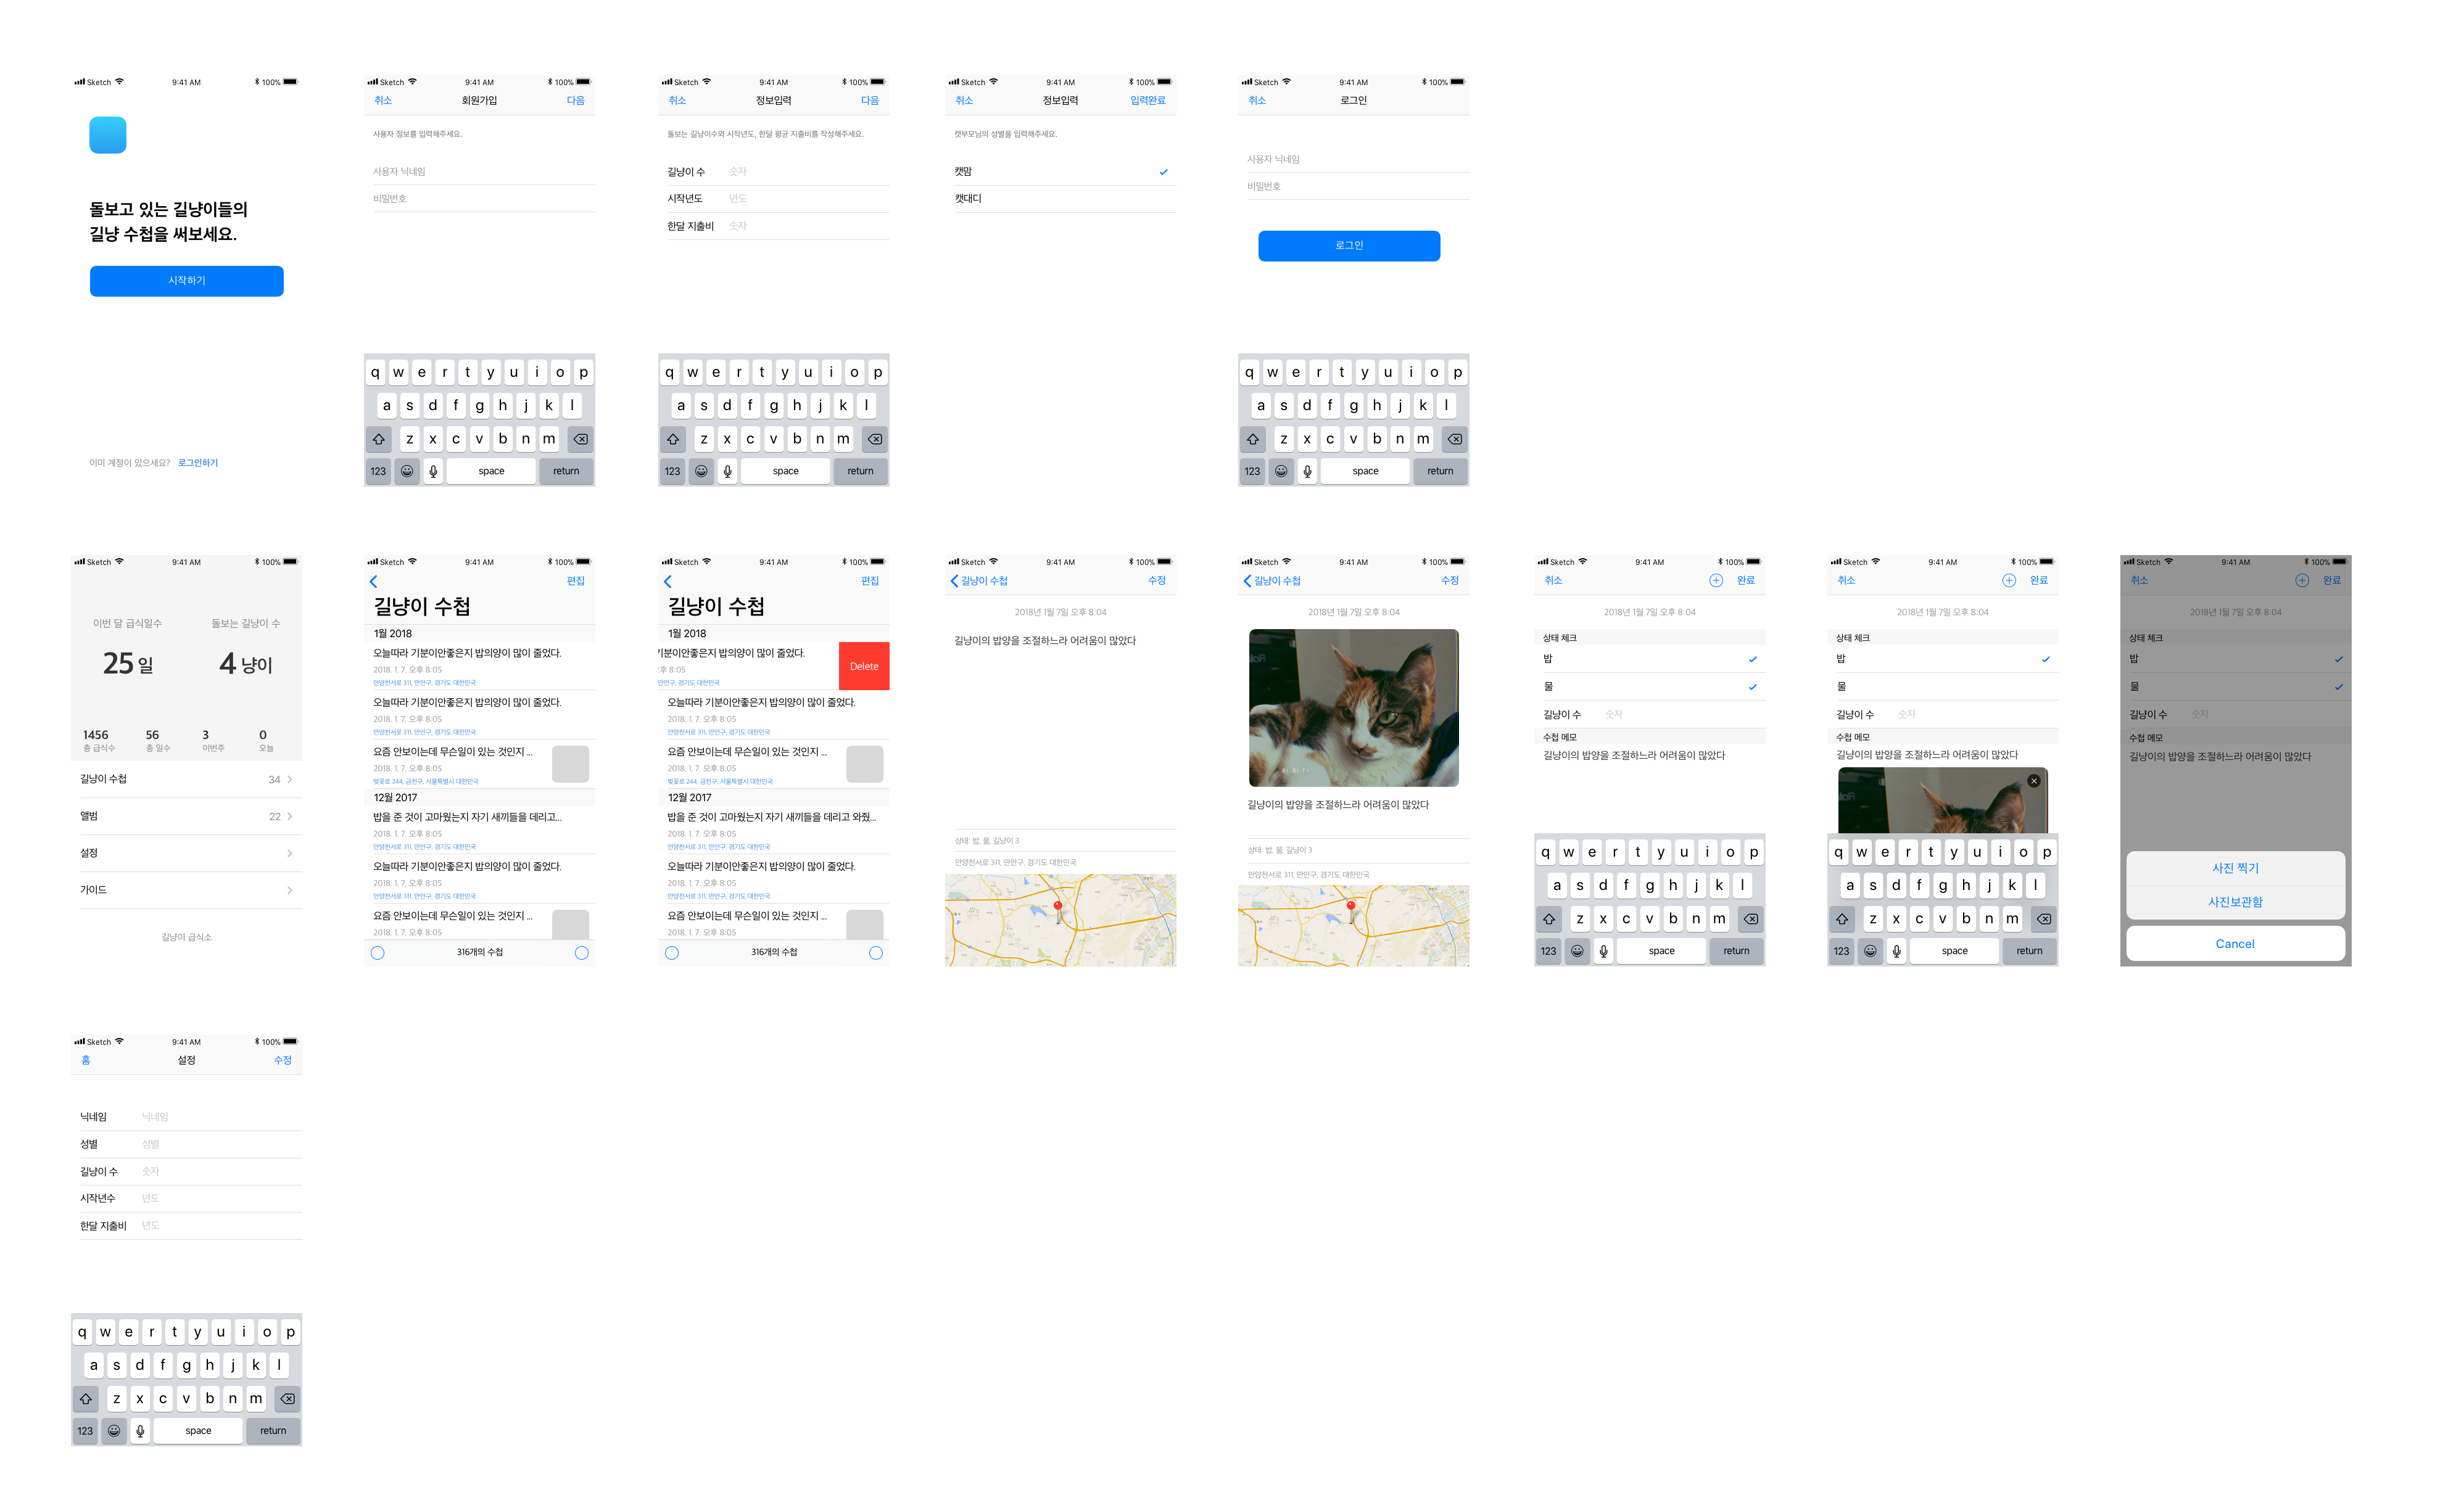 Sketch 9:41 AM 100%
돌보고 있는 길냥이들의
길냥 수첩을 써보세요.
시작하기
이미 계정이 있으세요? 로그인하기
Sketch 9:41 AM 100%
취소 회원가입 다음
사용자 정보를 입력해주세요.
사용자 닉네임
비밀번호
q w e r t y u i o p
a s d f g h j k l
z x c v b n m
123 space return
Sketch 9:41 AM 100%
취소 정보입력 다음
돌보는 길냥이수와 시작년도, 한달 평균 지출비를 작성해주세요.
길냥이 수 숫자
시작년도 년도
한달 지출비 숫자
q w e r t y u i o p
a s d f g h j k l
z x c v b n m
123 space return
Sketch 9:41 AM 100%
취소 정보입력 입력완료
캣부모님의 성별을 입력해주세요.
캣맘
캣대디
Sketch 9:41 AM 100%
취소 로그인
사용자 닉네임
비밀번호
로그인
q w e r t y u i o p
a s d f g h j k l
z x c v b n m
123 space return
Sketch 9:41 AM 100%
이번 달 급식일수 돌보는 길냥이 수
25 일 4 냥이
1456 56 3 0
총 급식수 총 일수 이번주 오늘
길냥이 수첩 34
앨범 22
설정
가이드
길냥이 급식소
Sketch 9:41 AM 100%
편집
길냥이 수첩
1월 2018
오늘따라 기분이안좋은지 밥의양이 많이 줄었다.
2018. 1. 7. 오후 8:05
안양천서로 311, 만안구, 경기도 대한민국
오늘따라 기분이안좋은지 밥의양이 많이 줄었다.
2018. 1. 7. 오후 8:05
안양천서로 311, 만안구, 경기도 대한민국
요즘 안보이는데 무슨일이 있는 것인지 ...
2018. 1. 7. 오후 8:05
벚꽃로 244, 금천구, 서울특별시 대한민국
12월 2017
밥을 준 것이 고마웠는지 자기 새끼들을 데리고...
2018. 1. 7. 오후 8:05
안양천서로 311, 만안구, 경기도 대한민국
오늘따라 기분이안좋은지 밥의양이 많이 줄었다.
2018. 1. 7. 오후 8:05
안양천서로 311, 만안구, 경기도 대한민국
요즘 안보이는데 무슨일이 있는 것인지 ...
2018. 1. 7. 오후 8:05
316개의 수첩
Sketch 9:41 AM 100%
편집
길냥이 수첩
1월 2018
기분이안좋은지 밥의양이 많이 줄었다.
오후 8:05
만안구, 경기도 대한민국
Delete
오늘따라 기분이안좋은지 밥의양이 많이 줄었다.
2018. 1. 7. 오후 8:05
안양천서로 311, 만안구, 경기도 대한민국
요즘 안보이는데 무슨일이 있는 것인지 ...
2018. 1. 7. 오후 8:05
벚꽃로 244, 금천구, 서울특별시 대한민국
12월 2017
밥을 준 것이 고마웠는지 자기 새끼들을 데리고 와줬...
2018. 1. 7. 오후 8:05
안양천서로 311, 만안구, 경기도 대한민국
오늘따라 기분이안좋은지 밥의양이 많이 줄었다.
2018. 1. 7. 오후 8:05
안양천서로 311, 만안구, 경기도 대한민국
요즘 안보이는데 무슨일이 있는 것인지 ...
2018. 1. 7. 오후 8:05
316개의 수첩
Sketch 9:41 AM 100%
길냥이 수첩 수정
2018년 1월 7일 오후 8:04
길냥이의 밥양을 조절하느라 어려움이 많았다
상태: 밥, 물, 길냥이 3
안양천서로 311, 만안구, 경기도 대한민국
Sketch 9:41 AM 100%
길냥이 수첩 수정
2018년 1월 7일 오후 8:04
길냥이의 밥양을 조절하느라 어려움이 많았다
상태: 밥, 물, 길냥이 3
안양천서로 311, 만안구, 경기도 대한민국
Sketch 9:41 AM 100%
취소 완료
2018년 1월 7일 오후 8:04
상태 체크
밥
물
길냥이 수 숫자
수첩 메모
길냥이의 밥양을 조절하느라 어려움이 많았다
q w e r t y u i o p
a s d f g h j k l
z x c v b n m
123 space return
Sketch 9:41 AM 100%
취소 완료
2018년 1월 7일 오후 8:04
상태 체크
밥
물
길냥이 수 숫자
수첩 메모
길냥이의 밥양을 조절하느라 어려움이 많았다
q w e r t y u i o p
a s d f g h j k l
z x c v b n m
123 space return
Sketch 9:41 AM 100%
취소 완료
2018년 1월 7일 오후 8:04
상태 체크
밥
물
길냥이 수 숫자
수첩 메모
길냥이의 밥양을 조절하느라 어려움이 많았다
사진 찍기
사진보관함
Cancel
Sketch 9:41 AM 100%
홈 설정 수정
닉네임 닉네임
성별 성별
길냥이 수 숫자
시작년수 년도
한달 지출비 년도
q w e r t y u i o p
a s d f g h j k l
z x c v b n m
123 space return